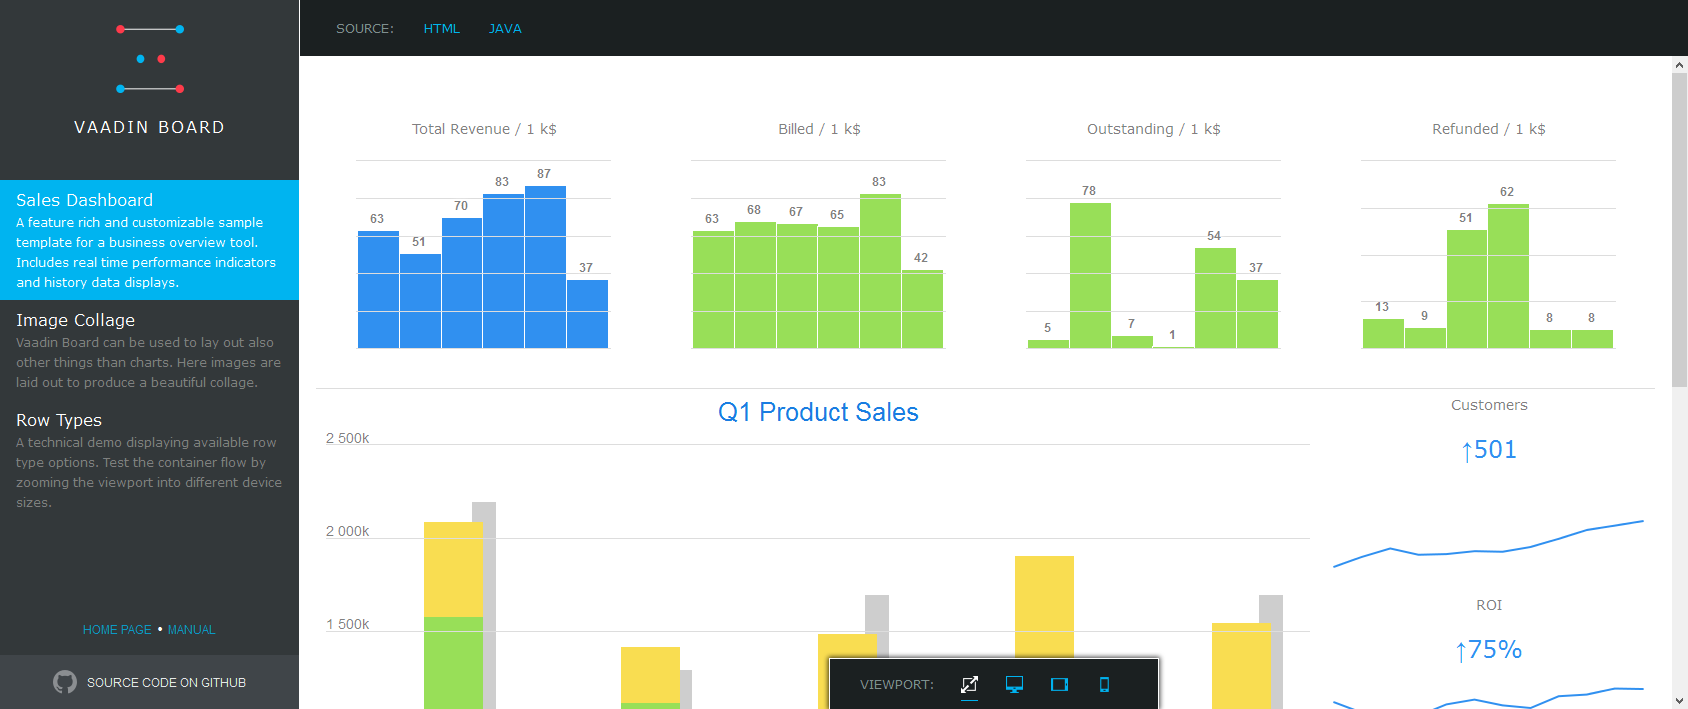 VAADIN BOARD
Sales Dashboard
A feature rich and customizable sample
template for a business overview tool.
Includes real time performance indicators
and history data displays.
Image Collage
Vaadin Board can be used to lay out also
other things than charts. Here images are
laid out to produce a beautiful collage.
Row Types
A technical demo displaying available row
type options. Test the container flow by
zooming the viewport into different device
sizes.
HOME PAGE • MANUAL
SOURCE CODE ON GITHUB
SOURCE: HTML JAVA
Total Revenue / 1 k$
63 51 70 83 87 37
Billed / 1 k$
63 68 67 65 83 42
Outstanding / 1 k$
5 78 7 1 54 37
Refunded / 1 k$
13 9 51 62 8 8
Q1 Product Sales
2 500k
2 000k
1 500k
Customers
↑501
ROI
↑75%
VIEWPORT: